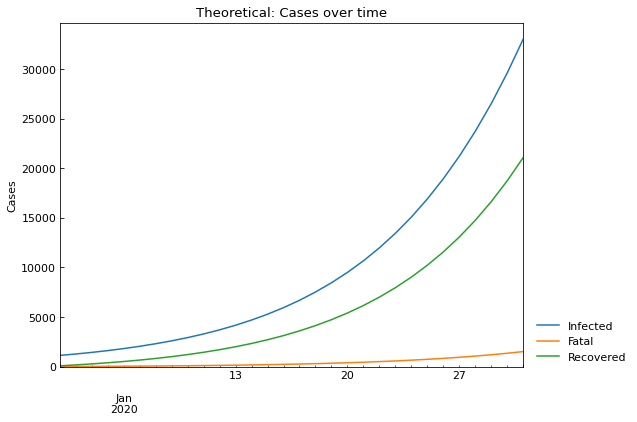 Theoretical: Cases over time
Cases
30000
25000
20000
15000
10000
5000
0
13
20
27
Jan
2020
Infected
Fatal
Recovered